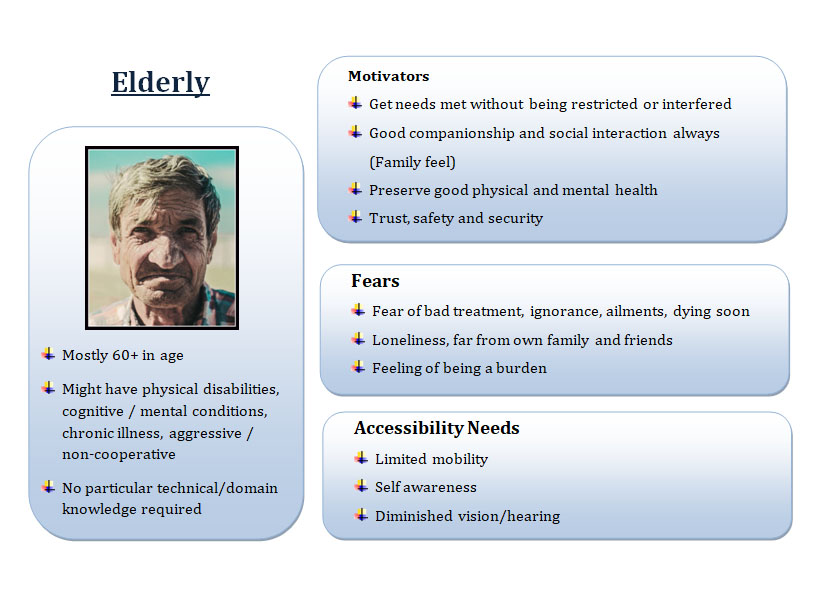 Elderly
Mostly 60+ in age
Might have physical disabilities,
cognitive / mental conditions,
chronic illness, aggressive /
non-cooperative
No particular technical/domain
knowledge required
Motivators
Get needs met without being restricted or interfered
Good companionship and social interaction always
(Family feel)
Preserve good physical and mental health
Trust, safety and security
Fears
Fear of bad treatment, ignorance, ailments, dying soon
Loneliness, far from own family and friends
Feeling of being a burden
Accessibility Needs
Limited mobility
Self awareness
Diminished vision/hearing